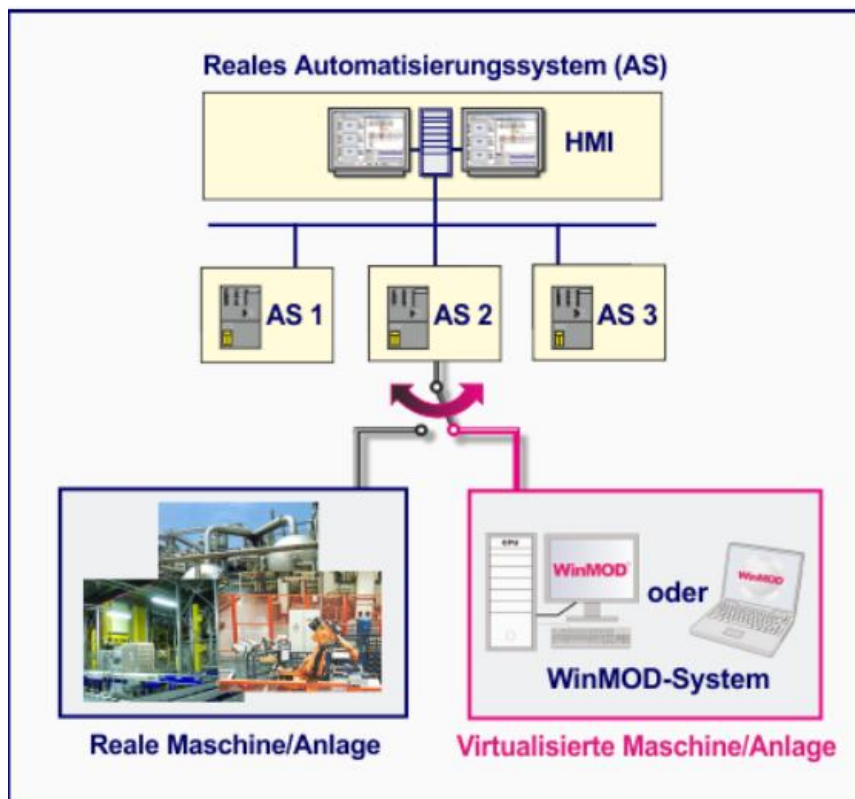 Reales Automatisierungssystem (AS)
HMI
AS 1
AS 2
AS 3
CPU
WinMOD
oder
WinMOD
WinMOD-System
Reale Maschine/Anlage
Virtualisierte Maschine/Anlage